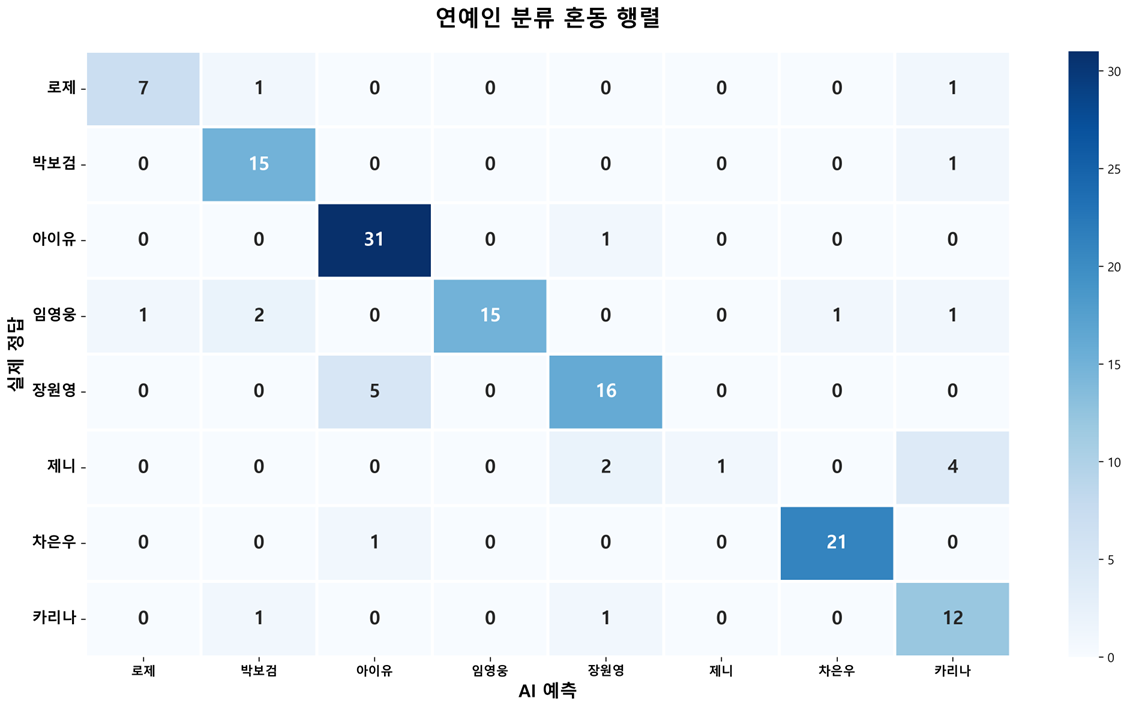 연예인 분류 혼동 행렬
로제 7 1 0 0 0 0 0 1
박보검 0 15 0 0 0 0 0 1
아이유 0 0 31 0 1 0 0 0
임영웅 1 2 0 15 0 0 1 1
장원영 0 0 5 0 16 0 0 0
제니 0 0 0 0 2 1 0 4
차은우 0 0 1 0 0 0 21 0
카리나 0 1 0 0 1 0 0 12
실제 정답
로제 박보검 아이유 임영웅 장원영 제니 차은우 카리나
AI 예측
30
25
20
15
10
5
0